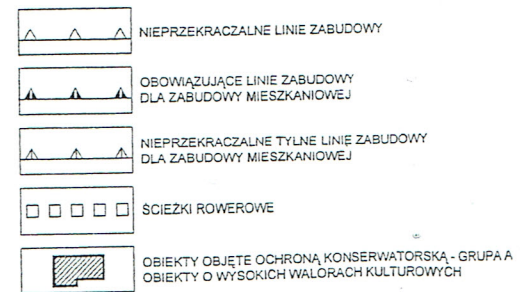 NIEPRZEKRACZALNE LINIE ZABUDOWY
OBOWIĄZUJĄCE LINIE ZABUDOWY
DLA ZABUDOWY MIESZKANIOWEJ
NIEPRZEKRACZALNE TYLNE LINIE ZABUDOWY
DLA ZABUDOWY MIESZKANIOWEJ
ŚCIEŻKI ROWEROWE
OBIEKTY OBJĘTE OCHRONĄ KONSERWATORSKĄ - GRUPA A
OBIEKTY O WYSOKICH WALORACH KULTUROWYCH